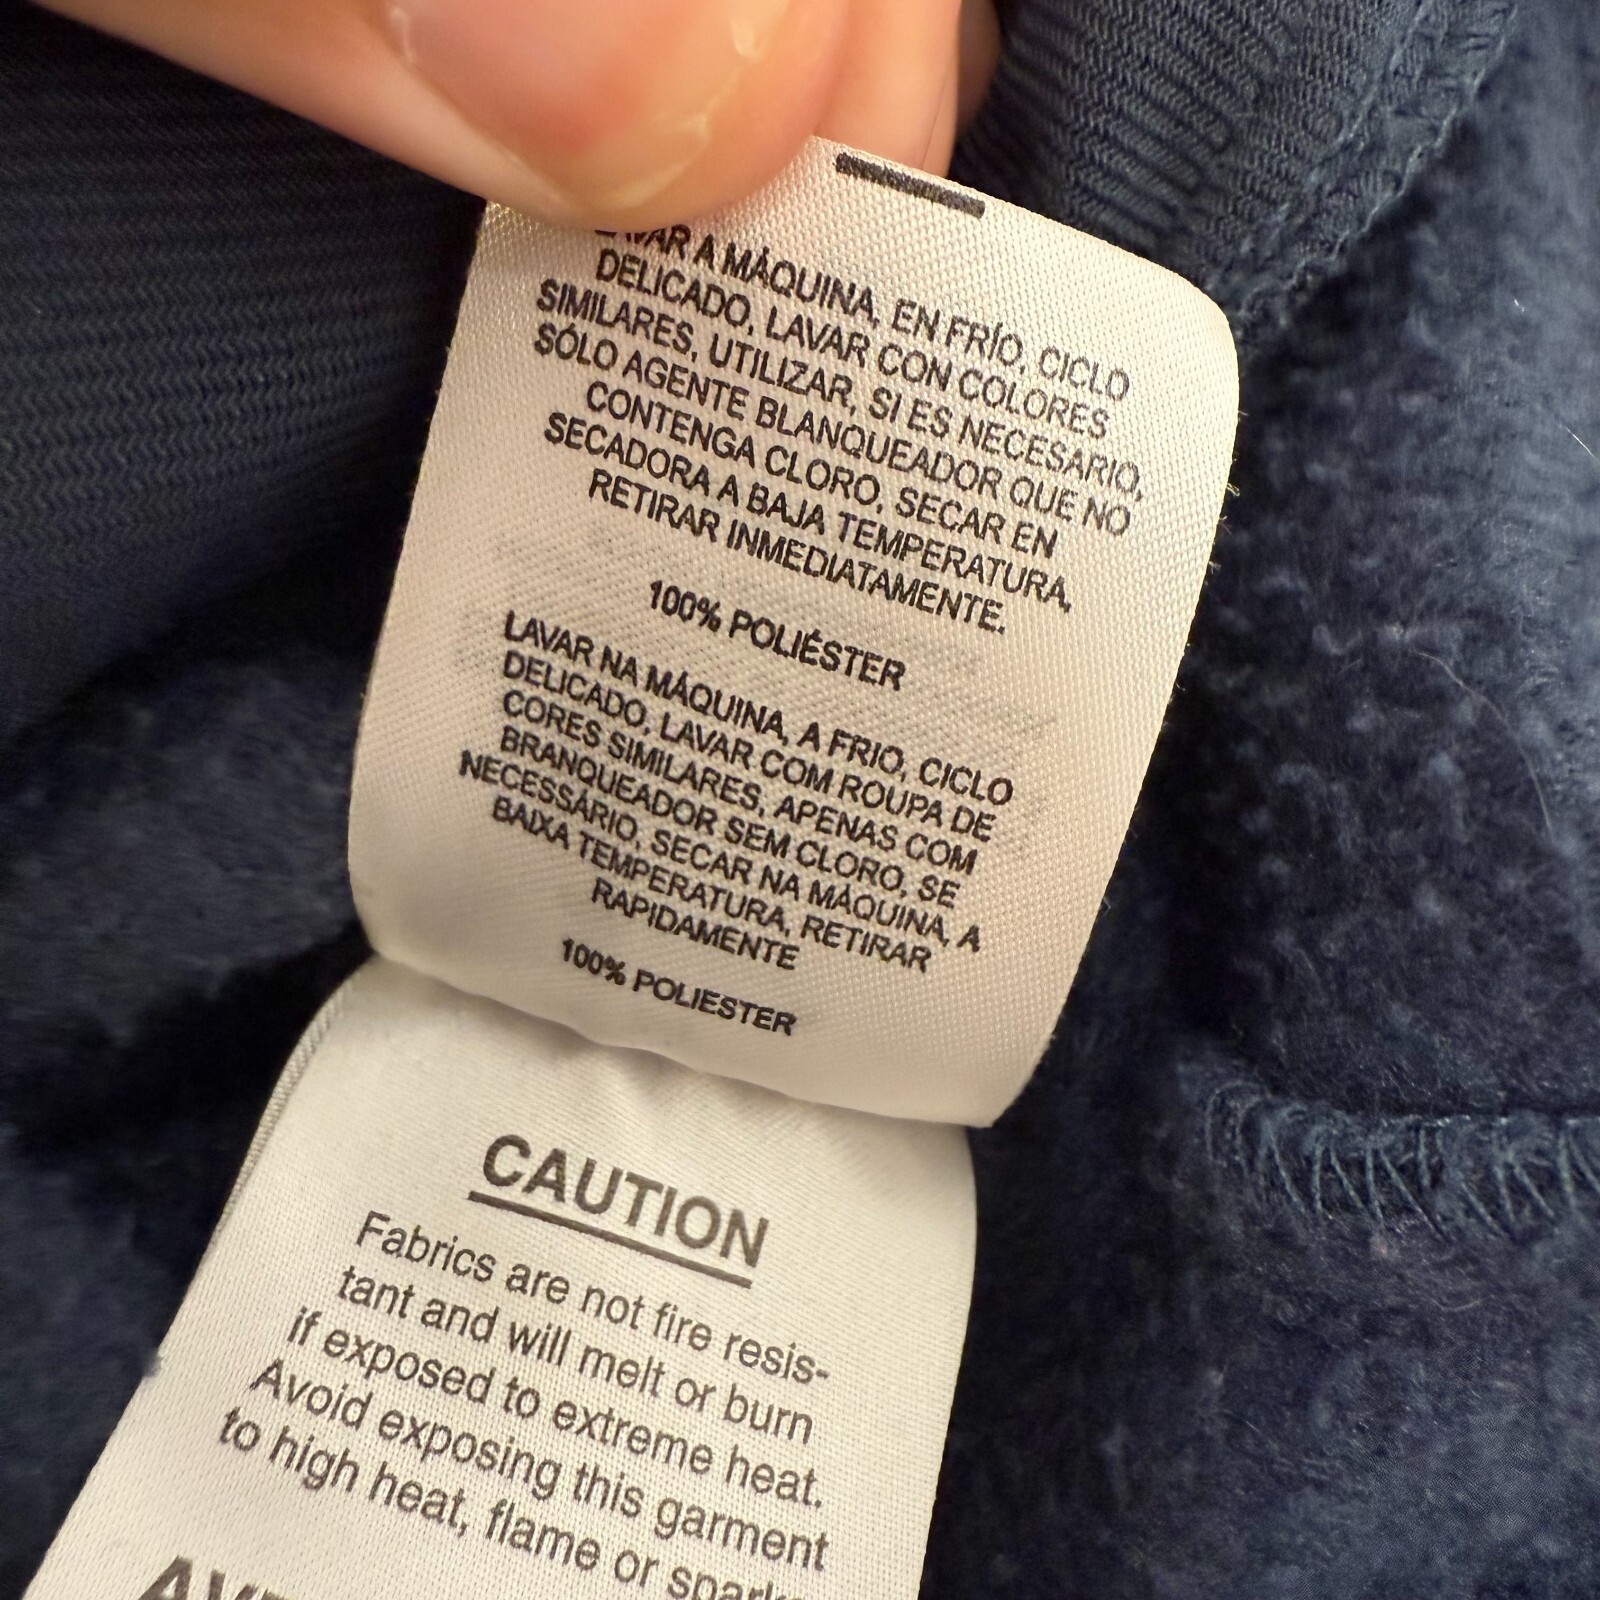 LAVAR A MÁQUINA, EN FRÍO, CICLO
DELICADO, LAVAR CON COLORES
SIMILARES, UTILIZAR, SI ES NECESARIO,
SÓLO AGENTE BLANQUEADOR QUE NO
CONTENGA CLORO, SECAR EN
SECADORA A BAJA TEMPERATURA,
RETIRAR INMEDIATAMENTE.
100% POLIÉSTER
LAVAR NA MÁQUINA, A FRIO, CICLO
DELICADO, LAVAR COM ROUPA DE
CORES SIMILARES, APENAS COM
BRANQUEADOR SEM CLORO, SE
NECESSÁRIO, SECAR NA MÁQUINA, A
BAIXA TEMPERATURA, RETIRAR
RAPIDAMENTE
100% POLIESTER
CAUTION
Fabrics are not fire resis-
tant and will melt or burn
if exposed to extreme heat.
Avoid exposing this garment
to high heat, flame or